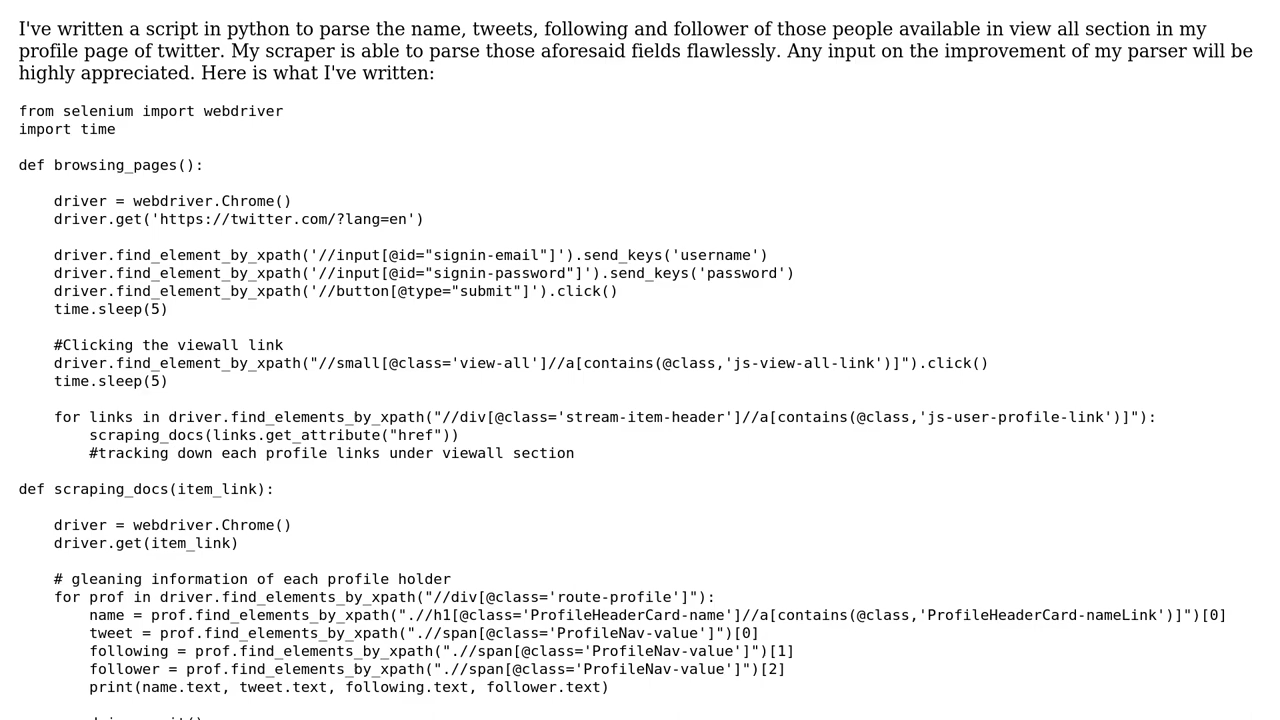 I've written a script in python to parse the name, tweets, following and follower of those people available in view all section in my
profile page of twitter. My scraper is able to parse those aforesaid fields flawlessly. Any input on the improvement of my parser will be
highly appreciated. Here is what I've written:
from selenium import webdriver
import time
def browsing_pages():
    driver = webdriver.Chrome()
    driver.get('https://twitter.com/?lang=en')
    driver.find_element_by_xpath('//input[@id="signin-email"]').send_keys('username')
    driver.find_element_by_xpath('//input[@id="signin-password"]').send_keys('password')
    driver.find_element_by_xpath('//button[@type="submit"]').click()
    time.sleep(5)
    #Clicking the viewall link
    driver.find_element_by_xpath("//small[@class='view-all']//a[contains(@class,'js-view-all-link')]").click()
    time.sleep(5)
    for links in driver.find_elements_by_xpath("//div[@class='stream-item-header']//a[contains(@class,'js-user-profile-link')]"):
        scraping_docs(links.get_attribute("href"))
        #tracking down each profile links under viewall section
def scraping_docs(item_link):
    driver = webdriver.Chrome()
    driver.get(item_link)
    # gleaning information of each profile holder
    for prof in driver.find_elements_by_xpath("//div[@class='route-profile']"):
        name = prof.find_elements_by_xpath(".//h1[@class='ProfileHeaderCard-name']//a[contains(@class,'ProfileHeaderCard-nameLink')]")[0]
        tweet = prof.find_elements_by_xpath(".//span[@class='ProfileNav-value']")[0]
        following = prof.find_elements_by_xpath(".//span[@class='ProfileNav-value']")[1]
        follower = prof.find_elements_by_xpath(".//span[@class='ProfileNav-value']")[2]
        print(name.text, tweet.text, following.text, follower.text)